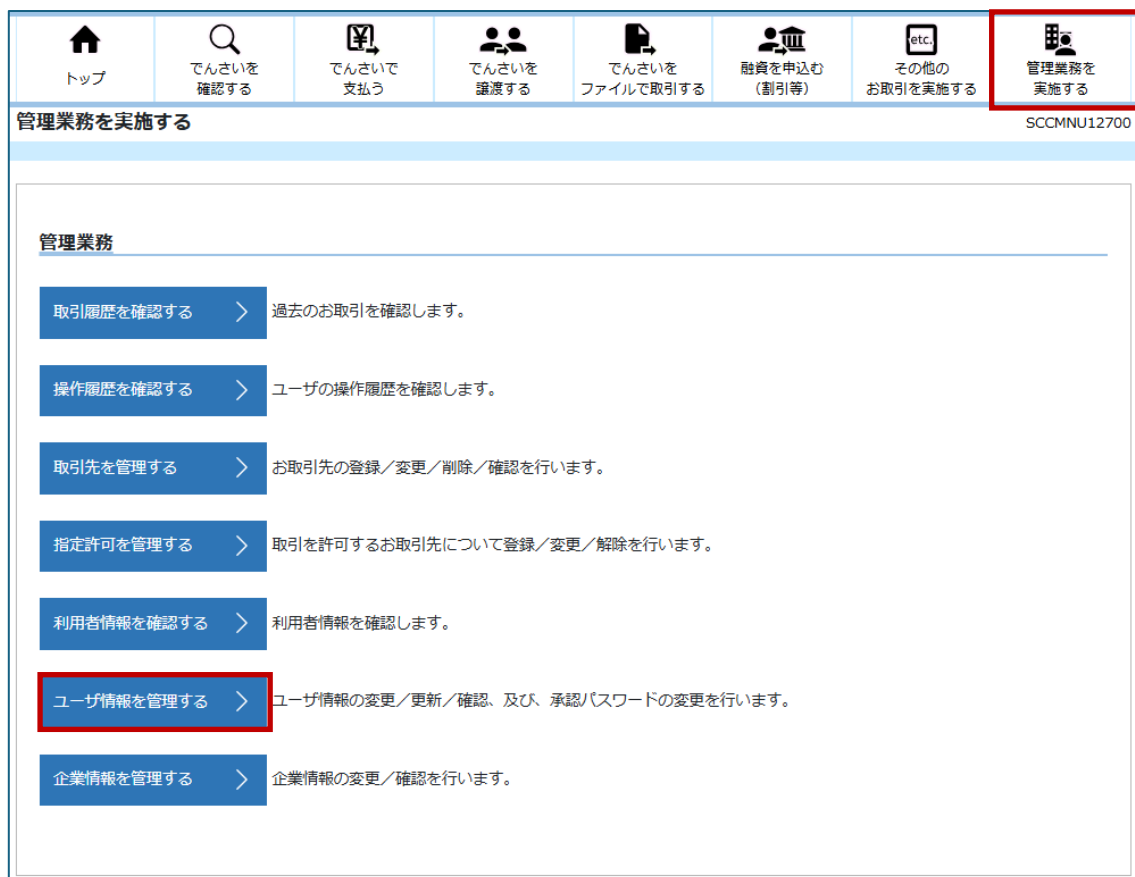 トップ
でんさいを
確認する
でんさいで
支払う
でんさいを
譲渡する
でんさいを
ファイルで取引する
融資を申込む
(割引等)
etc.
その他の
お取引を実施する
管理業務を
実施する
管理業務を実施する
SCCMNU12700
管理業務
取引履歴を確認する 過去のお取引を確認します。
操作履歴を確認する ユーザの操作履歴を確認します。
取引先を管理する お取引先の登録／変更／削除／確認を行います。
指定許可を管理する 取引を許可するお取引先について登録／変更／解除を行います。
利用者情報を確認する 利用者情報を確認します。
ユーザ情報を管理する ユーザ情報の変更／更新／確認、及び、承認パスワードの変更を行います。
企業情報を管理する 企業情報の変更／確認を行います。